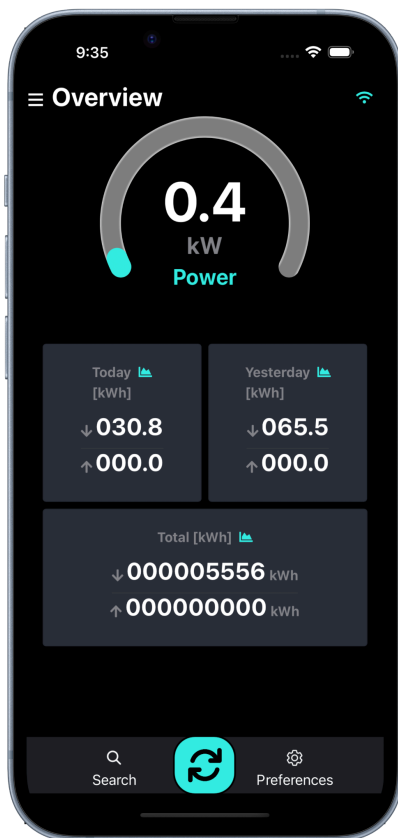 9:35
Overview
0.4
kW
Power
Today
[kWh]
030.8
000.0
Yesterday
[kWh]
065.5
000.0
Total [kWh]
000005556 kWh
000000000 kWh
Search
Preferences